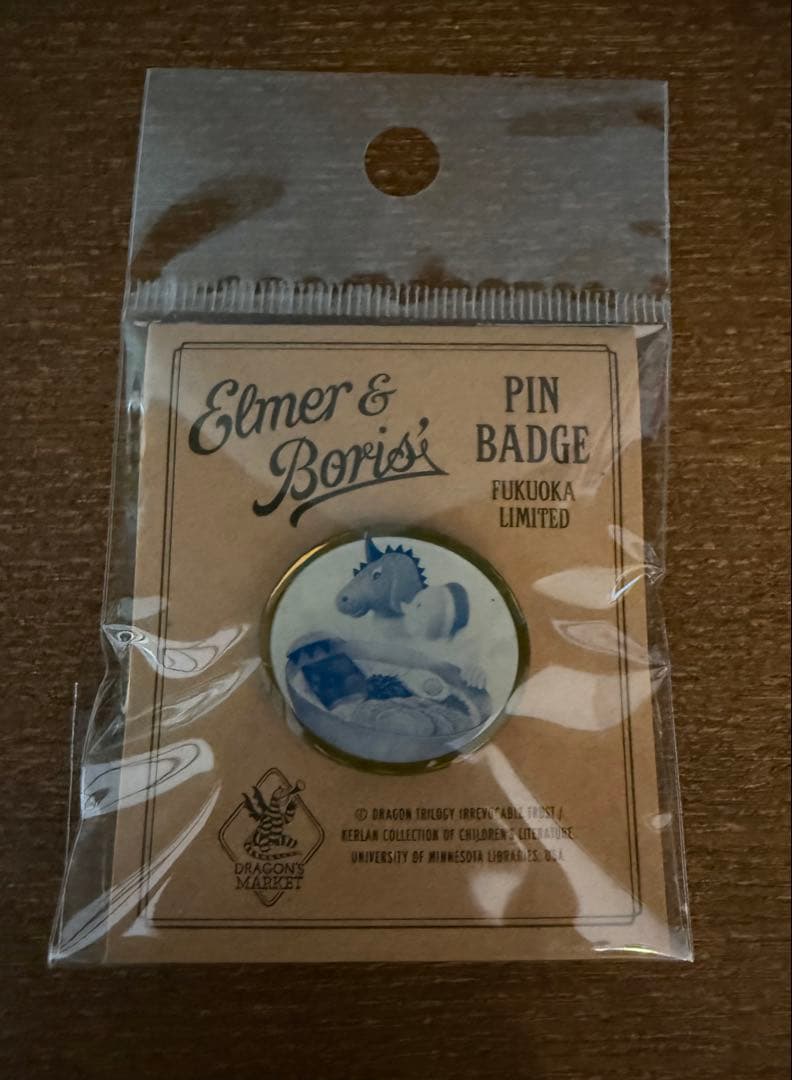 Elmer &
Boris'
PIN
BADGE
FUKUOKA
LIMITED
© DRAGON TRILOGY IRREVOCABLE TRUST /
KERLAN COLLECTION OF CHILDREN'S LITERATURE
UNIVERSITY OF MINNESOTA LIBRARIES, USA
DRAGON'S
MARKET